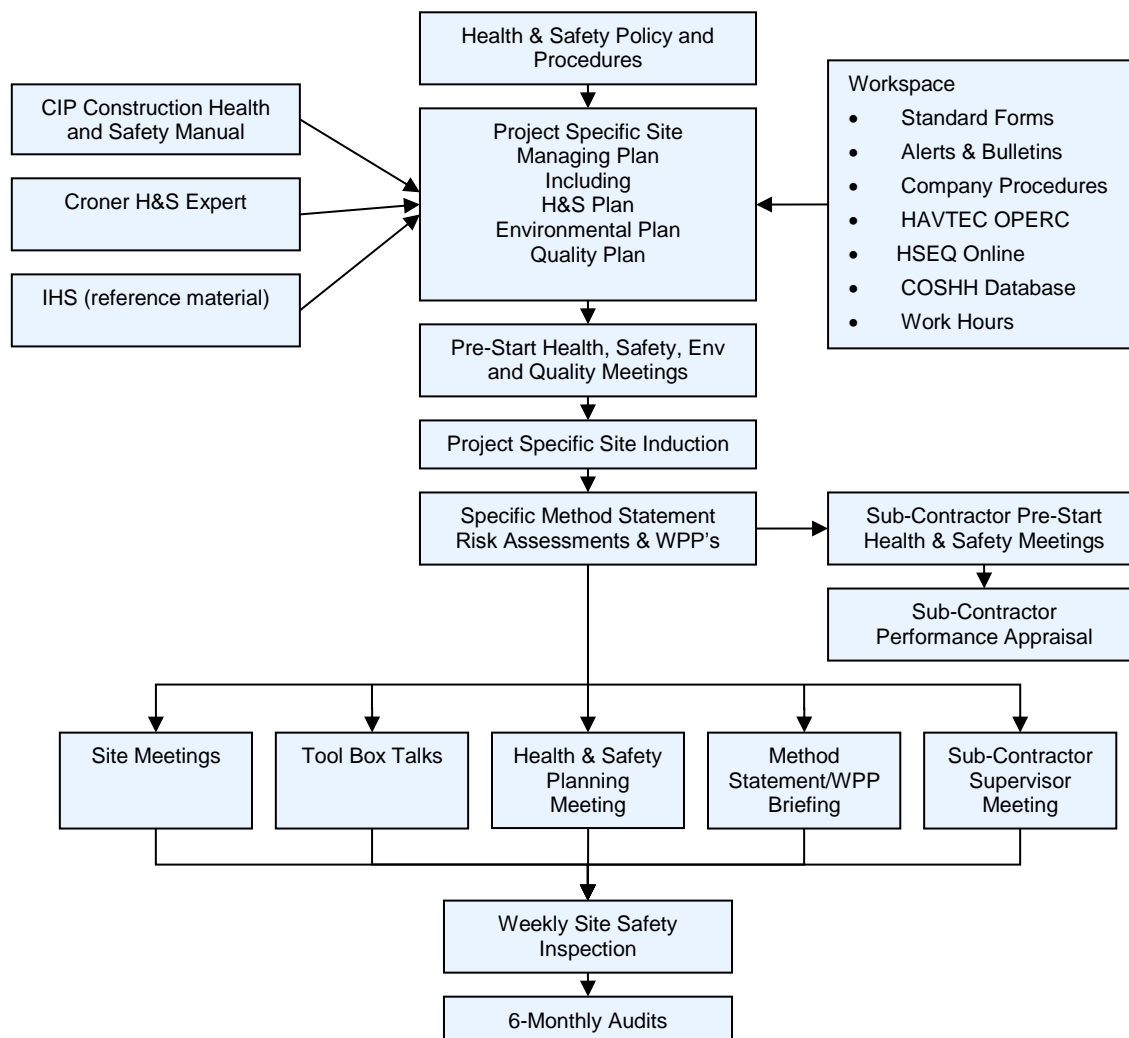 Health & Safety Policy and
Procedures
CIP Construction Health
and Safety Manual
Croner H&S Expert
IHS (reference material)
Project Specific Site
Managing Plan
Including
H&S Plan
Environmental Plan
Quality Plan
Workspace
• Standard Forms
• Alerts & Bulletins
• Company Procedures
• HAVTEC OPERC
• HSEQ Online
• COSHH Database
• Work Hours
Pre-Start Health, Safety, Env
and Quality Meetings
Project Specific Site Induction
Specific Method Statement
Risk Assessments & WPP's
Sub-Contractor Pre-Start
Health & Safety Meetings
Sub-Contractor
Performance Appraisal
Site Meetings
Tool Box Talks
Health & Safety
Planning
Meeting
Method
Statement/WPP
Briefing
Sub-Contractor
Supervisor
Meeting
Weekly Site Safety
Inspection
6-Monthly Audits